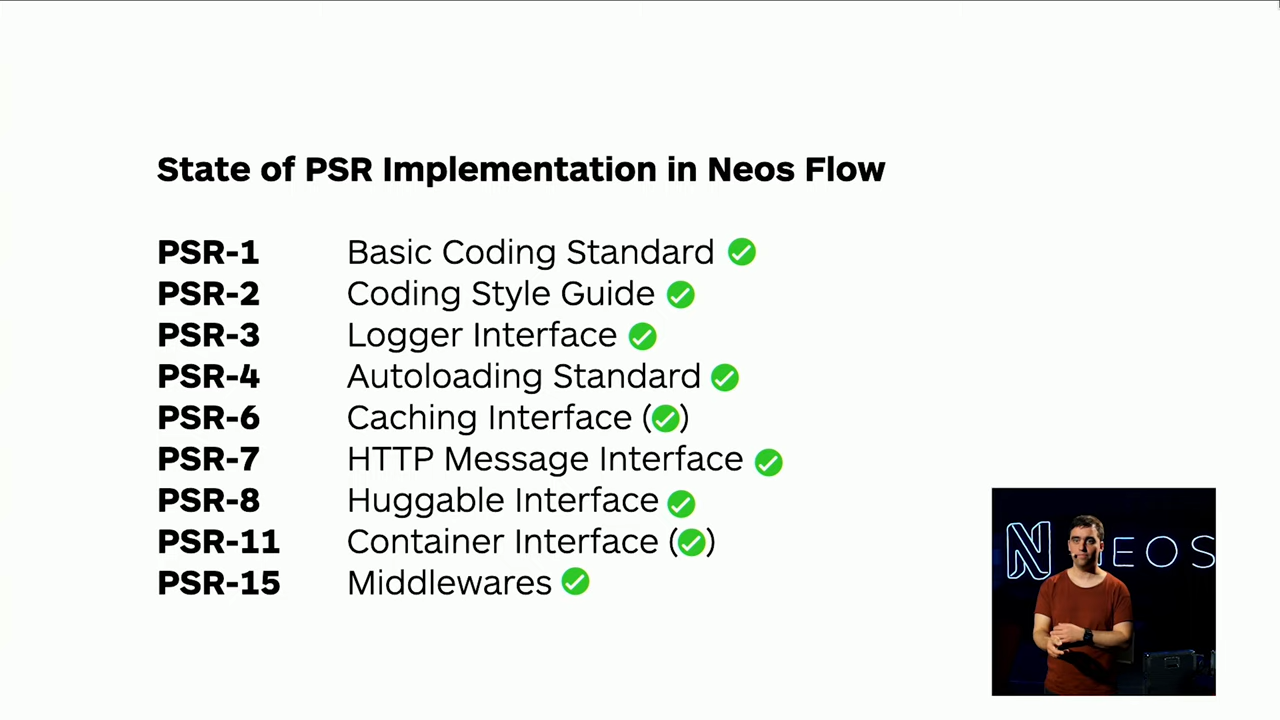 State of PSR Implementation in Neos Flow
PSR-1 Basic Coding Standard ✅
PSR-2 Coding Style Guide ✅
PSR-3 Logger Interface ✅
PSR-4 Autoloading Standard ✅
PSR-6 Caching Interface (✅)
PSR-7 HTTP Message Interface ✅
PSR-8 Huggable Interface ✅
PSR-11 Container Interface (✅)
PSR-15 Middlewares ✅
NEOS